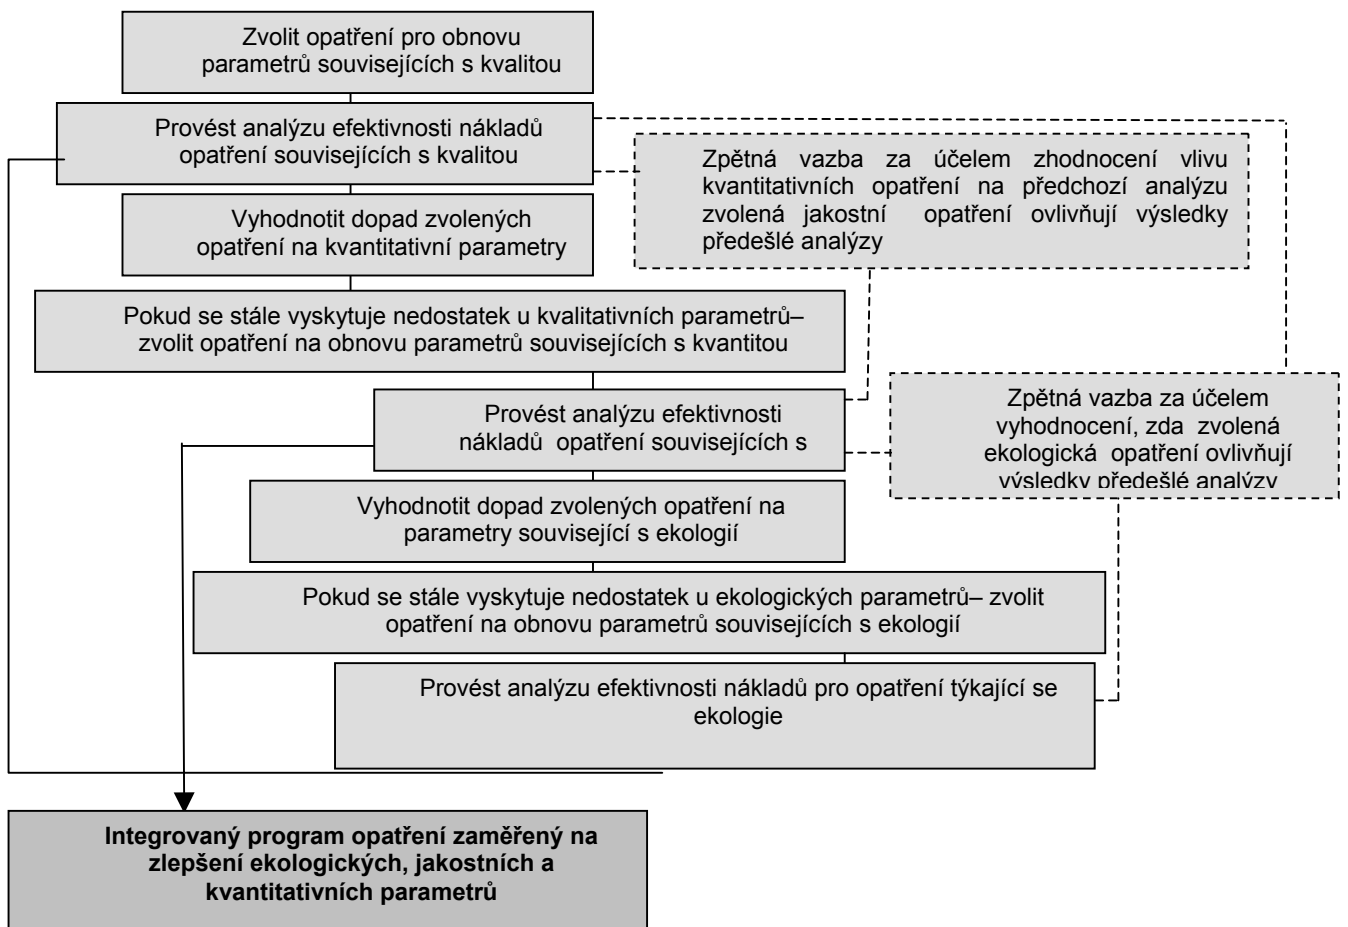 Zvolit opatření pro obnovu
parametrů souvisejících s kvalitou
Provést analýzu efektivnosti nákladů
opatření souvisejících s kvalitou
Zpětná vazba za účelem zhodnocení vlivu
kvantitativních opatření na předchozí analýzu
zvolená jakostní opatření ovlivňují výsledky
předešlé analýzy
Vyhodnotit dopad zvolených
opatření na kvantitativní parametry
Pokud se stále vyskytuje nedostatek u kvalitativních parametrů–
zvolit opatření na obnovu parametrů souvisejících s kvantitou
Provést analýzu efektivnosti
nákladů opatření souvisejících s
Zpětná vazba za účelem
vyhodnocení, zda zvolená
ekologická opatření ovlivňují
výsledky předešlé analýzy
Vyhodnotit dopad zvolených opatření na
parametry související s ekologií
Pokud se stále vyskytuje nedostatek u ekologických parametrů– zvolit
opatření na obnovu parametrů souvisejících s ekologií
Provést analýzu efektivnosti nákladů pro opatření týkající se
ekologie
Integrovaný program opatření zaměřený na
zlepšení ekologických, jakostních a
kvantitativních parametrů